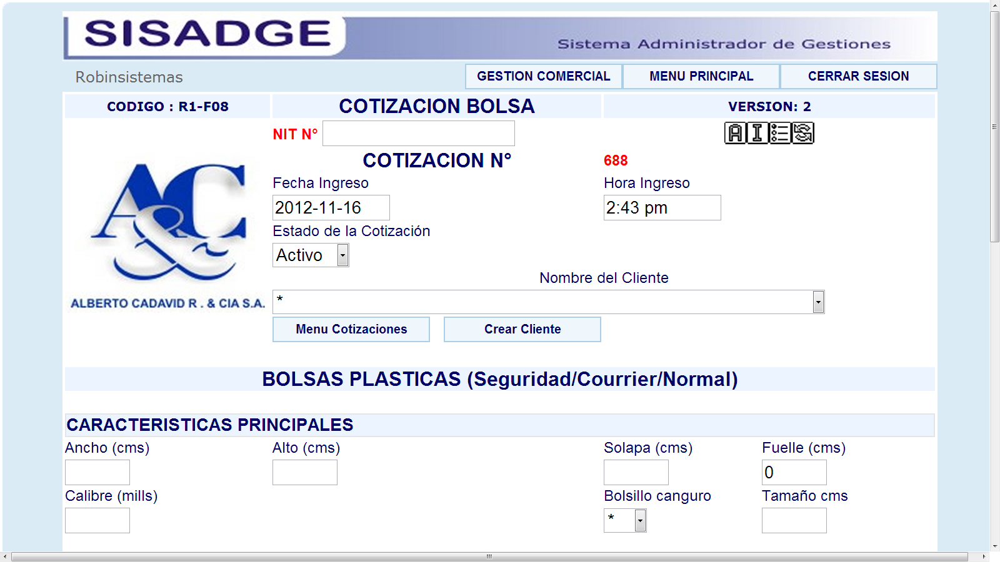 SISADGE
Sistema Administrador de Gestiones
Robinsistemas
GESTION COMERCIAL
MENU PRINCIPAL
CERRAR SESION
CODIGO : R1-F08
COTIZACION BOLSA
VERSION: 2
NIT N°
A I
COTIZACION N°
688
Fecha Ingreso
Hora Ingreso
2012-11-16
2:43 pm
Estado de la Cotización
Activo
A&C
ALBERTO CADAVID R . & CIA S.A.
Nombre del Cliente
*
Menu Cotizaciones
Crear Cliente
BOLSAS PLASTICAS (Seguridad/Courrier/Normal)
CARACTERISTICAS PRINCIPALES
Ancho (cms)
Alto (cms)
Solapa (cms)
Fuelle (cms)
0
Calibre (mills)
Bolsillo canguro
Tamaño cms
*